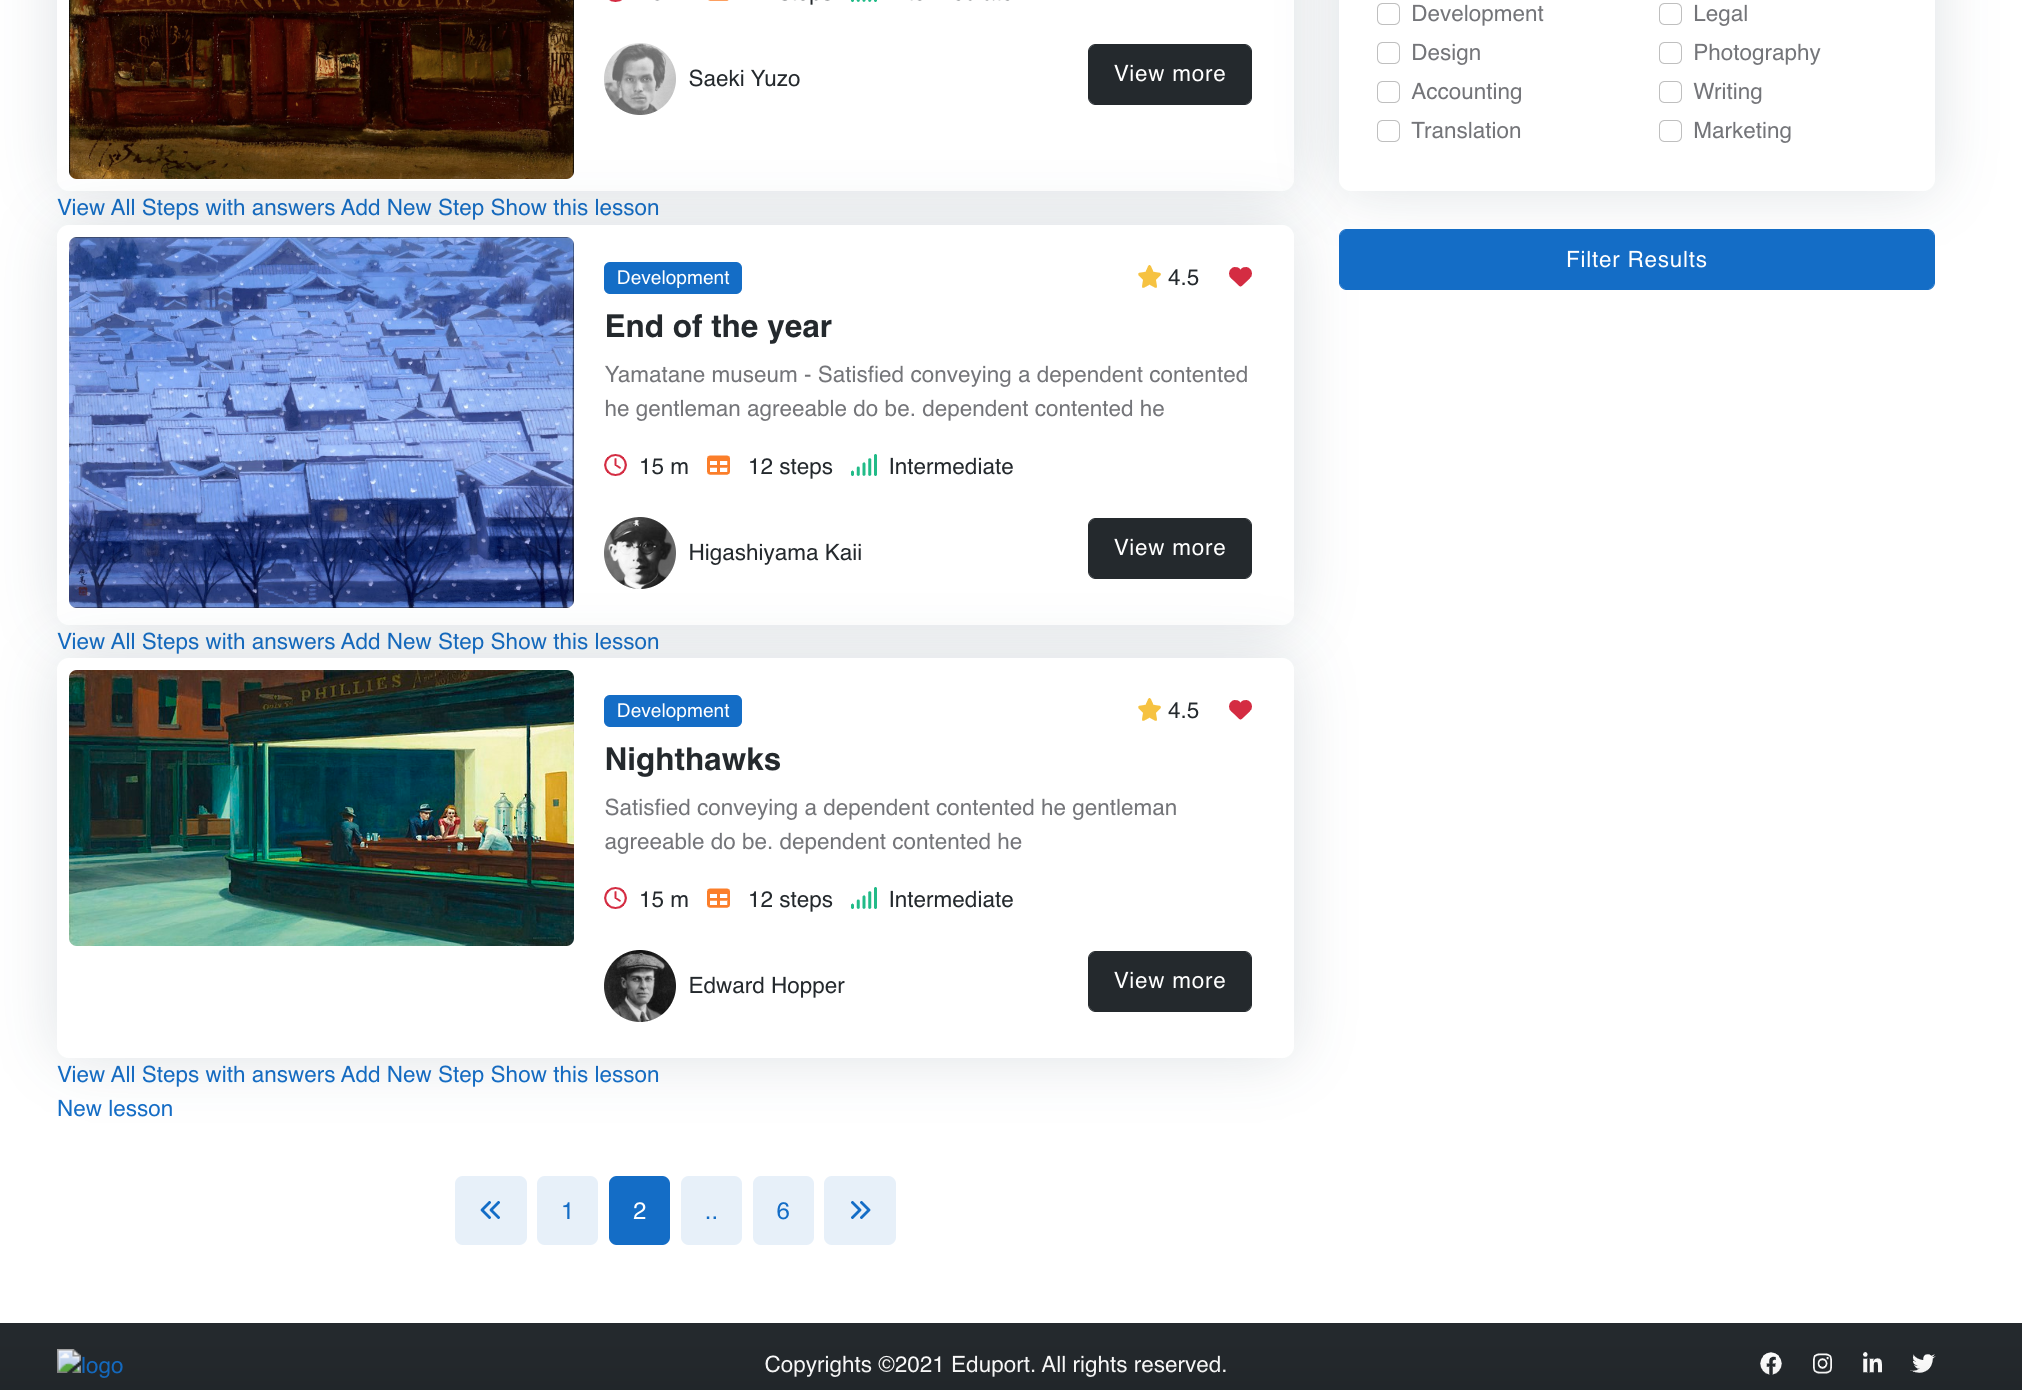 Saeki Yuzo
View more
View All Steps with answers Add New Step Show this lesson
Development
4.5
End of the year
Yamatane museum - Satisfied conveying a dependent contented
he gentleman agreeable do be. dependent contented he
15 m
12 steps
Intermediate
Higashiyama Kaii
View more
View All Steps with answers Add New Step Show this lesson
PHILLIES
Development
4.5
Nighthawks
Satisfied conveying a dependent contented he gentleman
agreeable do be. dependent contented he
15 m
12 steps
Intermediate
Edward Hopper
View more
View All Steps with answers Add New Step Show this lesson
New lesson
1
2
..
6
Development
Legal
Design
Photography
Accounting
Writing
Translation
Marketing
Filter Results
logo
Copyrights ©2021 Eduport. All rights reserved.